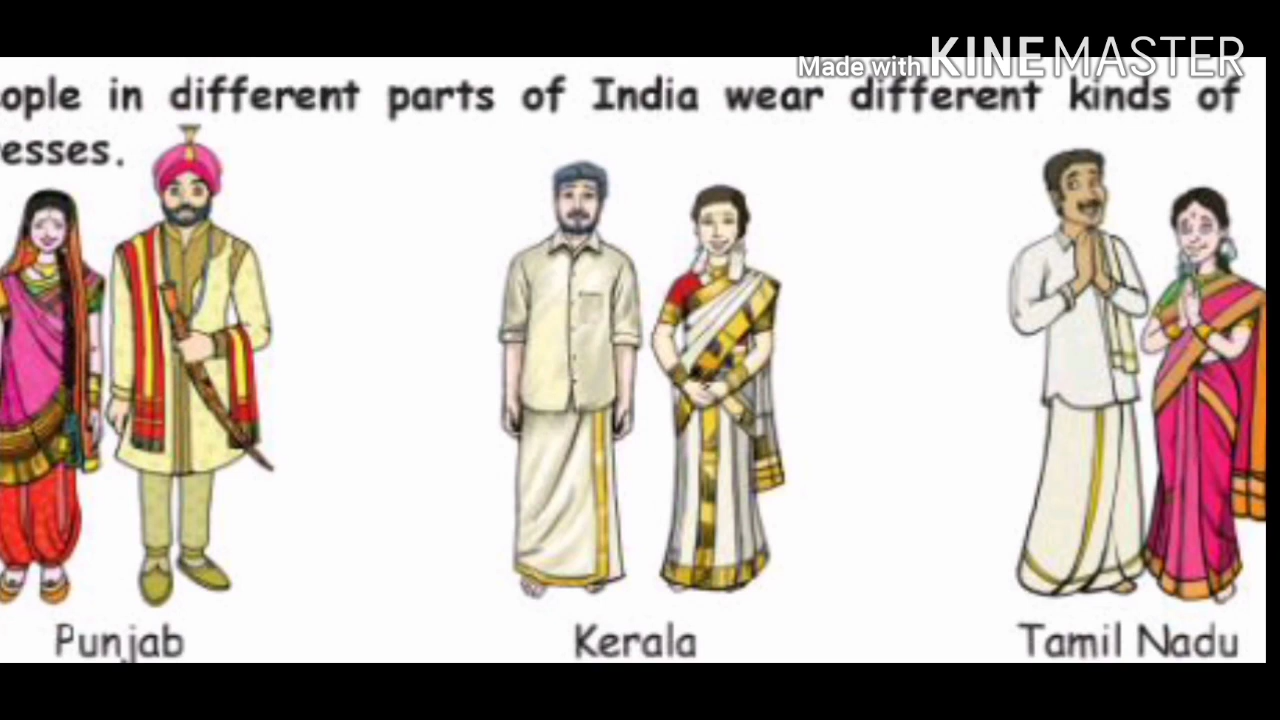 Made with KINEMASTER
ople in different parts of India wear different kinds of
esses.
Punjab
Kerala
Tamil Nadu